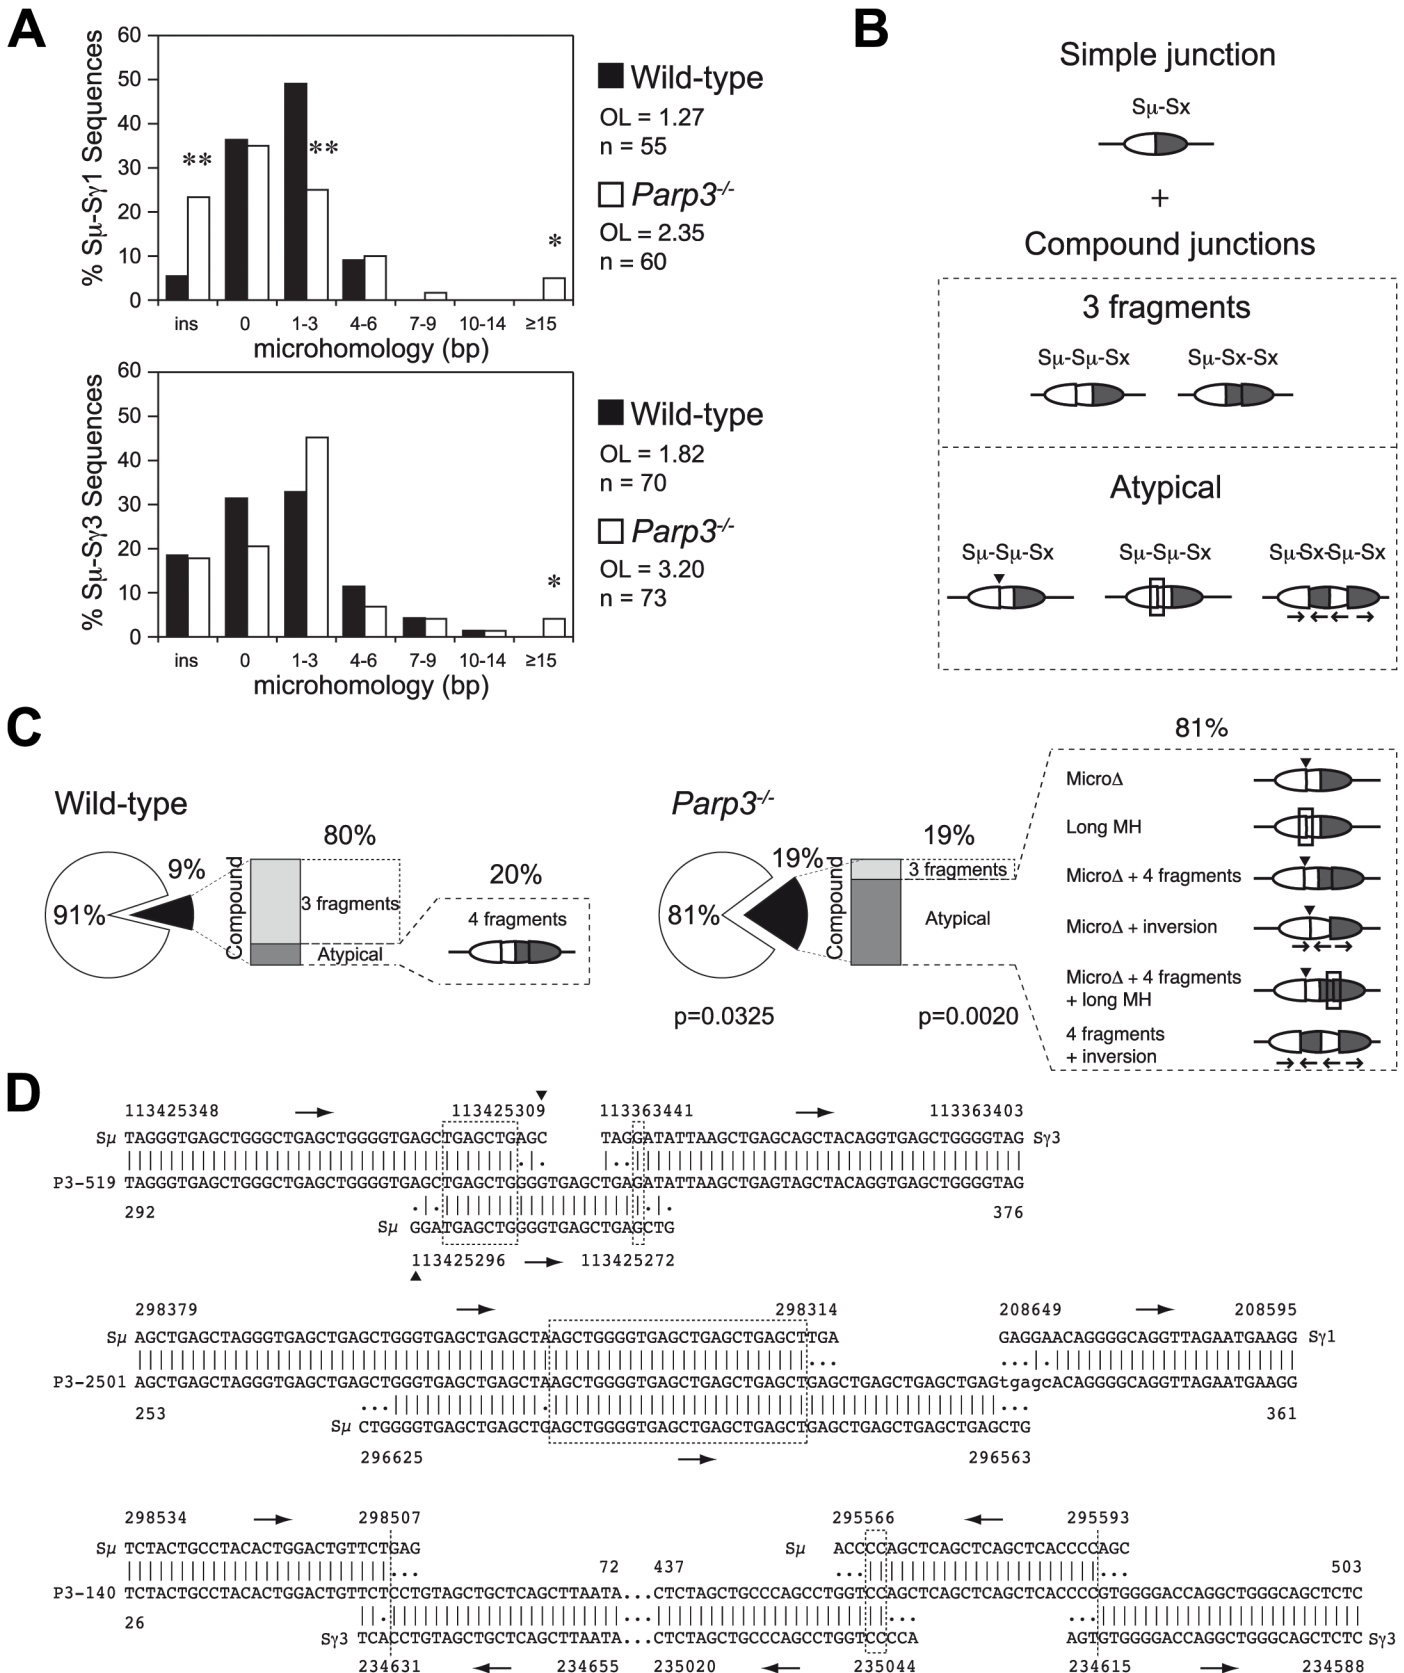 A
60
50
40
30
20
10
0
% Sµ-Sγ1 Sequences
**
**
*
ins 0 1-3 4-6 7-9 10-14 ≥15
microhomology (bp)
Wild-type
OL = 1.27
n = 55
Parp3-/-
OL = 2.35
n = 60
60
50
40
30
20
10
0
% Sµ-Sγ3 Sequences
*
ins 0 1-3 4-6 7-9 10-14 ≥15
microhomology (bp)
Wild-type
OL = 1.82
n = 70
Parp3-/-
OL = 3.20
n = 73
B
Simple junction
Sµ-Sx
+
Compound junctions
3 fragments
Sµ-Sµ-Sx Sµ-Sx-Sx
Atypical
Sµ-Sµ-Sx Sµ-Sµ-Sx Sµ-Sx-Sµ-Sx
C
Wild-type
91%
9%
Compound
80%
3 fragments
Atypical
20%
4 fragments
Parp3-/-
81%
19%
Compound
19%
3 fragments
Atypical
p=0.0325
p=0.0020
81%
MicroΔ
Long MH
MicroΔ + 4 fragments
MicroΔ + inversion
MicroΔ + 4 fragments
+ long MH
4 fragments
+ inversion
D
113425348 113425309 113363441 113363403
Sµ TAGGGTGAGCTGGGCTGAGCTGGGGTGAGCTGAGCTGAGC TAGGATATTAAGCTGAGCAGCTACAGGTGAGCTGGGGTAG Sγ3
P3-519 TAGGGTGAGCTGGGCTGAGCTGGGGTGAGCTGAGCTGGGGTGAGCTGAGATATTAAGCTGAGTAGCTACAGGTGAGCTGGGGTAG
292 376
Sµ GGATGAGCTGGGGTGAGCTGAGCTG
113425296 113425272
298379 298314 208649 208595
Sµ AGCTGAGCTAGGGTGAGCTGAGCTGGGTGAGCTGAGCTAAGCTGGGGTGAGCTGAGCTGAGCTTGA GAGGAACAGGGGCAGGTTAGAATGAAGG Sγ1
P3-2501 AGCTGAGCTAGGGTGAGCTGAGCTGGGTGAGCTGAGCTAAGCTGGGGTGAGCTGAGCTGAGCTGAGCTGAGCTGAGCTGAGtgagcACAGGGGCAGGTTAGAATGAAGG
253 361
Sµ CTGGGGTGAGCTGAGCTGAGCTGGGGTGAGCTGAGCTGAGCTGAGCTGAGCTGAGCTGAGCTG
296625 296563
298534 298507 295566 295593
Sµ TCTACTGCCTACACTGGACTGTTCTGAG Sµ ACCCCAGCTCAGCTCAGCTCACCCCAGC
72 437 503
P3-140 TCTACTGCCTACACTGGACTGTTCTCCTGTAGCTGCTCAGCTTAATA...CTCTAGCTGCCCAGCCTGGTCCAGCTCAGCTCAGCTCACCCCGTGGGGACCAGGCTGGGCAGCTCTC
26
Sγ3 TCACCTGTAGCTGCTCAGCTTAATA...CTCTAGCTGCCCAGCCTGGTCCCCA AGTGTGGGGACCAGGCTGGGCAGCTCTC Sγ3
234631 234655 235020 235044 234615 234588